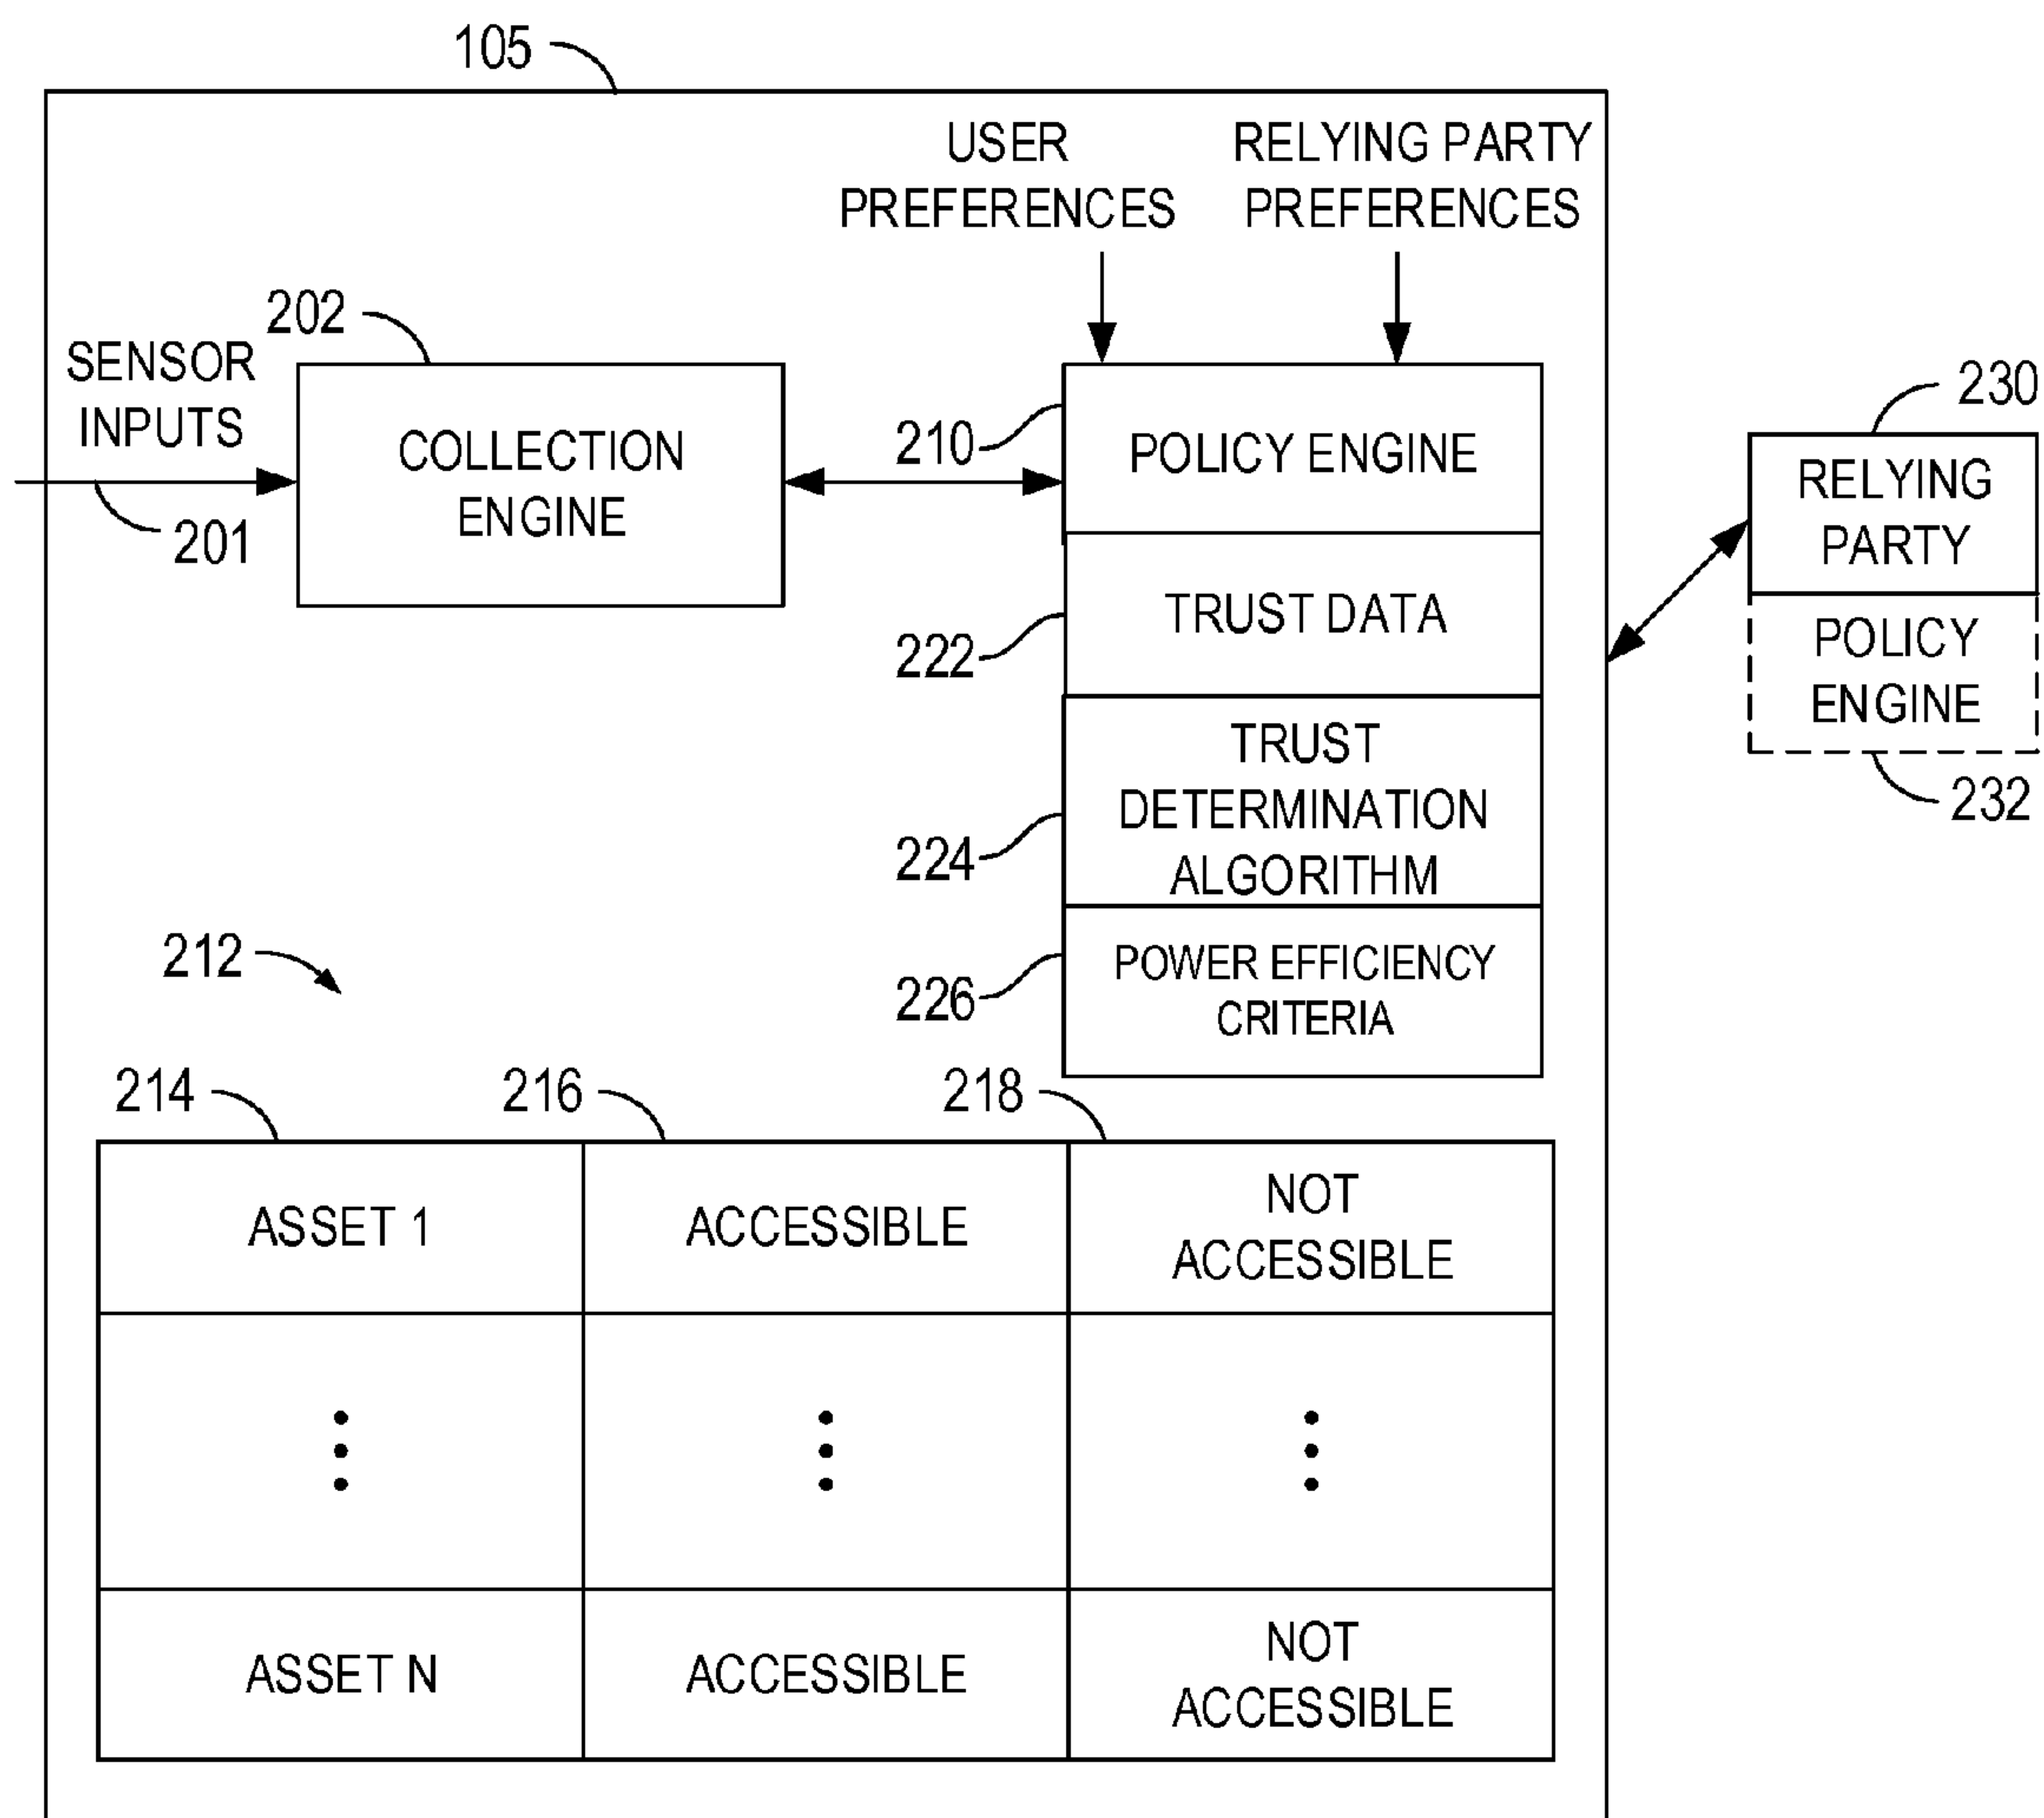 105
USER
PREFERENCES
RELYING PARTY
PREFERENCES
202
SENSOR
INPUTS
201
COLLECTION
ENGINE
210
POLICY ENGINE
222
TRUST DATA
224
TRUST
DETERMINATION
ALGORITHM
226
POWER EFFICIENCY
CRITERIA
230
RELYING
PARTY
POLICY
ENGINE
232
212
214
216
218
ASSET 1
ACCESSIBLE
NOT
ACCESSIBLE
ASSET N
ACCESSIBLE
NOT
ACCESSIBLE